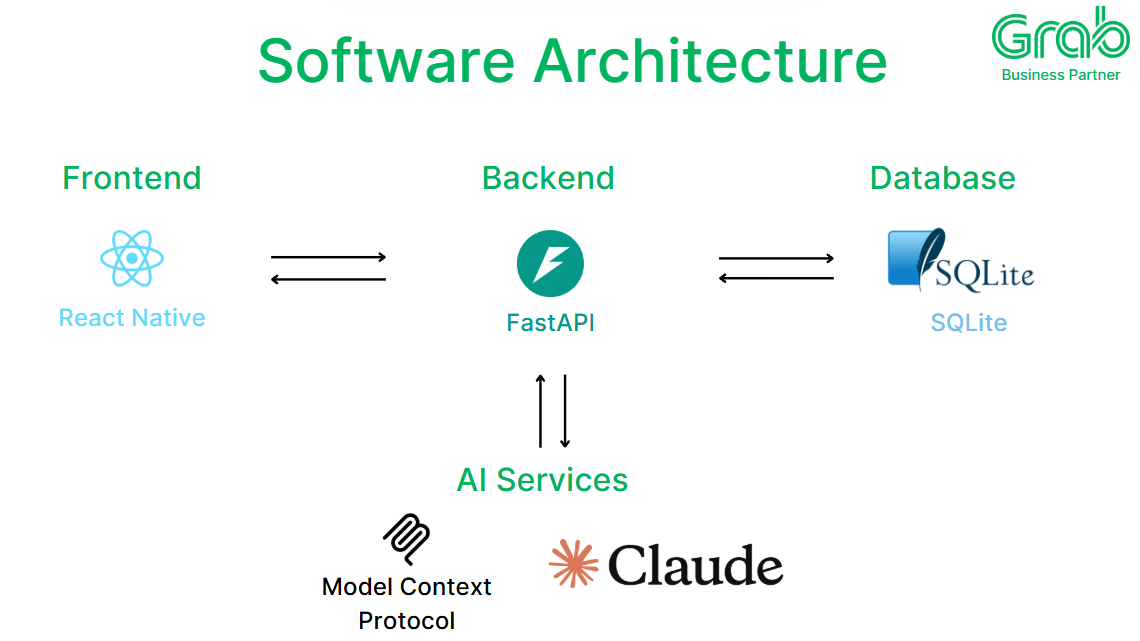 Grab
Business Partner
Software Architecture
Frontend
Backend
Database
SQLite
React Native
FastAPI
SQLite
AI Services
Claude
Model Context
Protocol